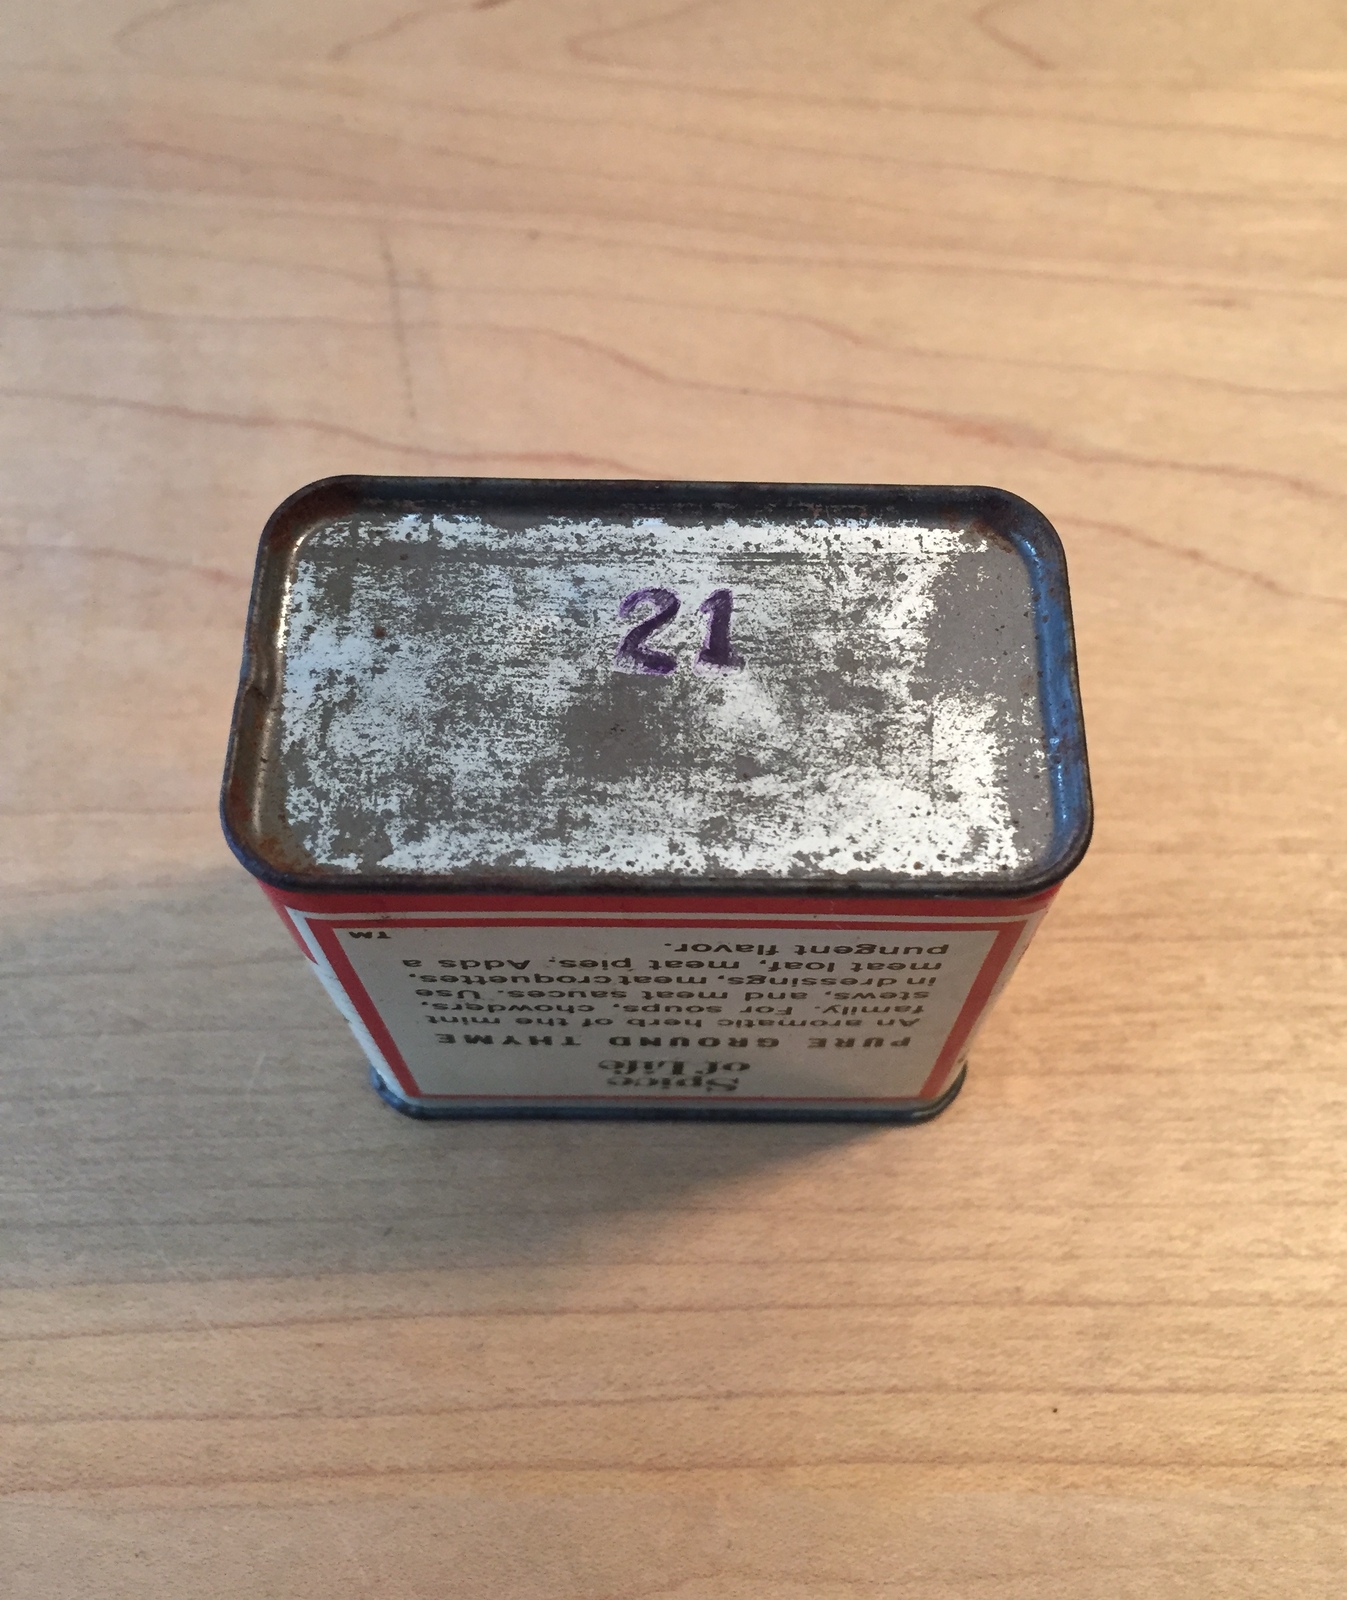 21
Spice
of Life
PURE GROUND THYME
An aromatic herb of the mint
family. For soups, chowders,
stews, and meat sauces. Use
in dressings, meat croquettes,
meat loaf, meat pies. Adds a
pungent flavor.
TM